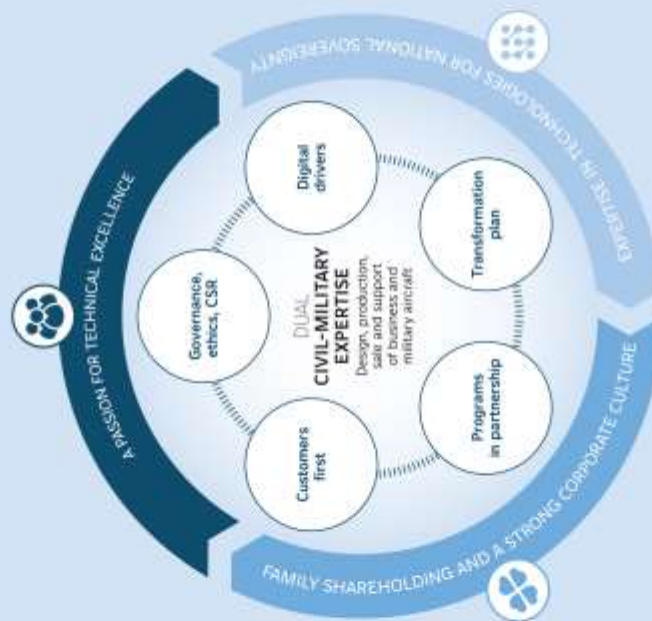 A PASSION FOR TECHNICAL EXCELLENCE
EXPERTISE IN TECHNOLOGIES FOR NATIONAL SOVEREIGNTY
FAMILY SHAREHOLDING AND A STRONG CORPORATE CULTURE
Governance,
ethics, CSR
Digital
drivers
Transformation
plan
Programs
in partnership
Customers
first
DUAL
CIVIL-MILITARY
EXPERTISE
Design, production,
sale and support
of business and
military aircraft